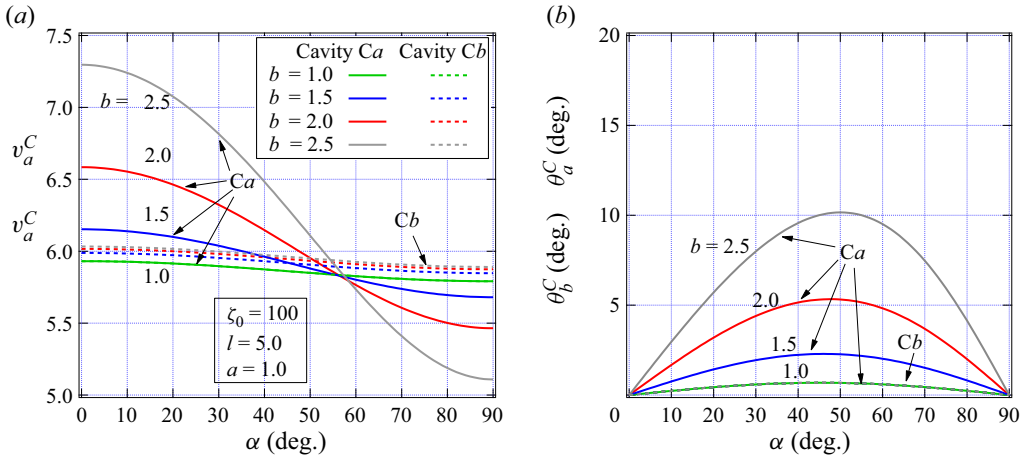 (a)
7.5
7.0
6.5
6.0
5.5
5.0
v_a^C
v_a^C
Cavity Ca Cavity Cb
b = 1.0
b = 1.5
b = 2.0
b = 2.5
b = 2.5
2.0
1.5
1.0
Ca
Cb
ζ0 = 100
l = 5.0
a = 1.0
0 10 20 30 40 50 60 70 80 90
α (deg.)
(b)
20
15
10
5
0
θ_b^C (deg.) θ_a^C (deg.)
b = 2.5
2.0
1.5
1.0
Ca
Cb
0 10 20 30 40 50 60 70 80 90
α (deg.)